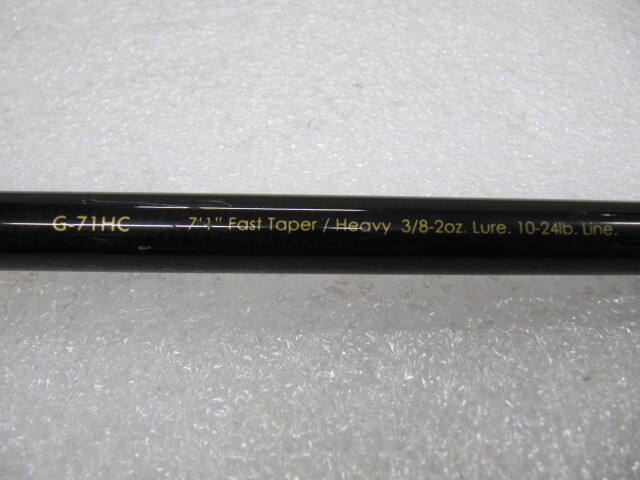 G-71HC 7'1" Fast Taper / Heavy 3/8-2oz. Lure. 10-24lb. Line.